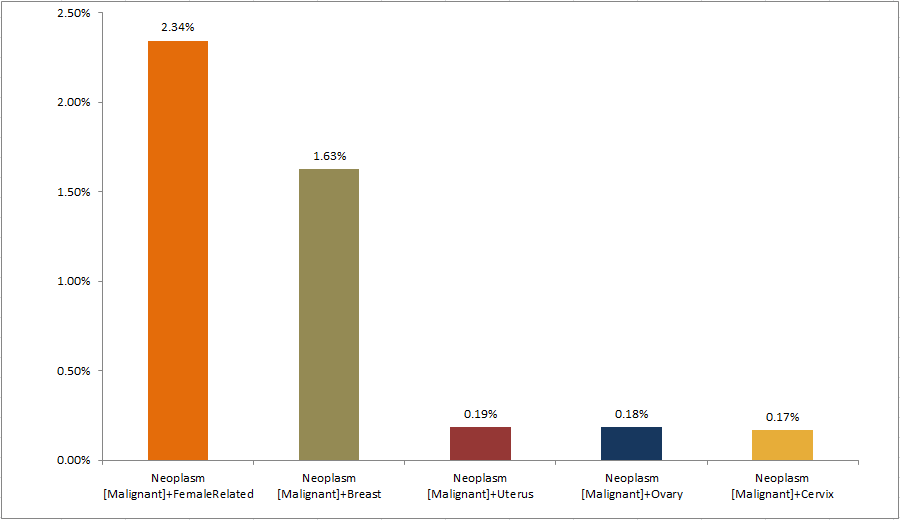 2.50%
2.00%
1.50%
1.00%
0.50%
0.00%
2.34%
1.63%
0.19%
0.18%
0.17%
Neoplasm
[Malignant]+FemaleRelated
Neoplasm
[Malignant]+Breast
Neoplasm
[Malignant]+Uterus
Neoplasm
[Malignant]+Ovary
Neoplasm
[Malignant]+Cervix